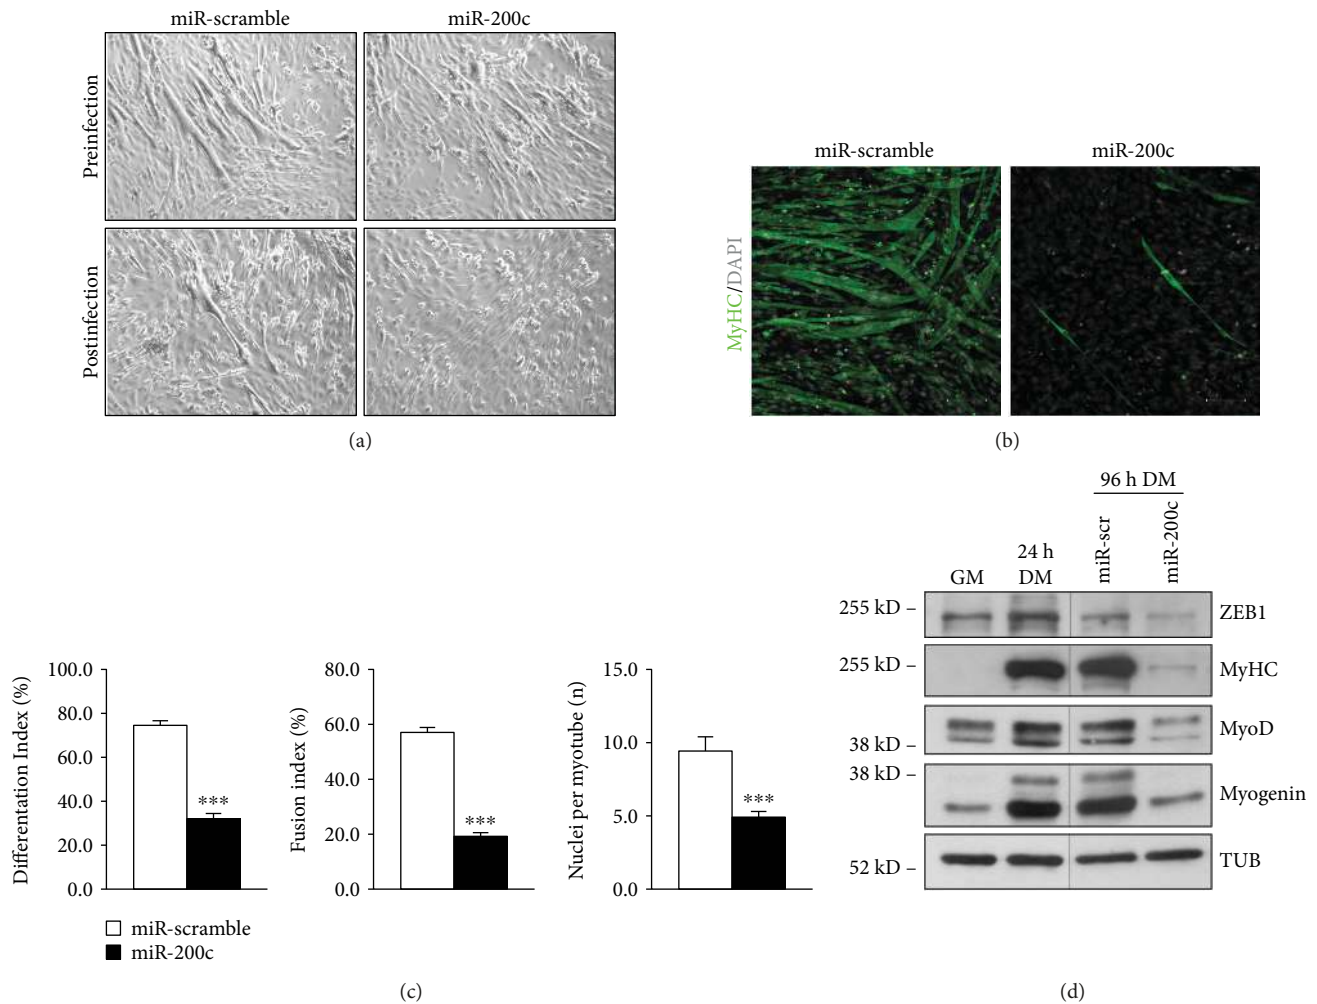 miR-scramble
miR-200c
Preinfection
Postinfection
(a)
miR-scramble
miR-200c
MyHC/DAPI
(b)
100.0
80.0
60.0
40.0
20.0
0.0
Differentation Index (%)
***
80.0
60.0
40.0
20.0
0.0
Fusion index (%)
***
15.0
10.0
5.0
0.0
Nuclei per myotube (n)
***
miR-scramble
miR-200c
(c)
96 h DM
GM
24 h
DM
miR-scr
miR-200c
255 kD –
ZEB1
255 kD –
MyHC
38 kD –
MyoD
38 kD –
Myogenin
52 kD –
TUB
(d)